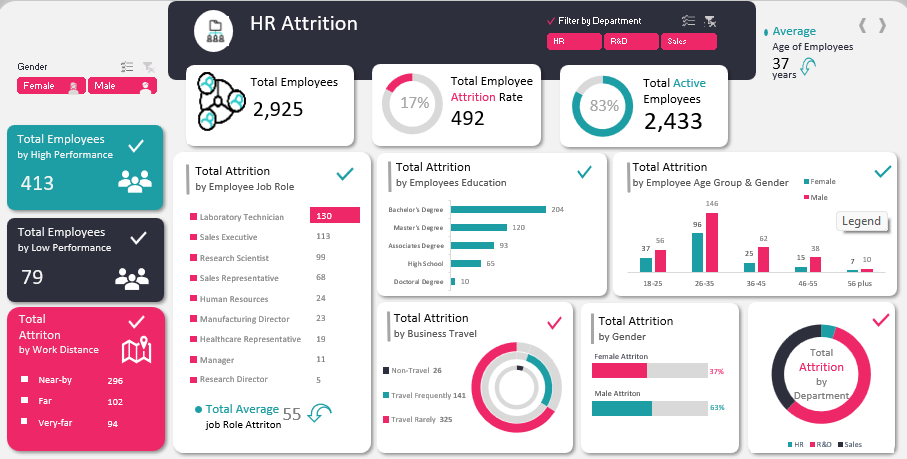 HR Attrition
Filter by Department
HR
R&D
Sales
Average
Age of Employees
37
years
Gender
Female
Male
Total Employees
2,925
17%
Total Employee
Attrition Rate
492
83%
Total Active
Employees
2,433
Total Employees
by High Performance
413
Total Employees
by Low Performance
79
Total
Attriton
by Work Distance
Near-by 296
Far 102
Very-far 94
Total Attrition
by Employee Job Role
Laboratory Technician 130
Sales Executive 113
Research Scientist 99
Sales Representative 68
Human Resources 24
Manufacturing Director 23
Healthcare Representative 19
Manager 11
Research Director 5
Total Average 55
job Role Attriton
Total Attrition
by Employees Education
Bachelor's Degree 204
Master's Degree 120
Associates Degree 93
High School 65
Doctoral Degree 10
Total Attrition
by Employee Age Group & Gender
Female
Male
Legend
37 56 96 146 25 62 15 38 7 10
18-25 26-35 36-45 46-55 56 plus
Total Attrition
by Business Travel
Non-Travel 26
Travel Frequently 141
Travel Rarely 325
Total Attrition
by Gender
Female Attriton
37%
Male Attriton
63%
Total
Attrition
by
Department
HR R&D Sales